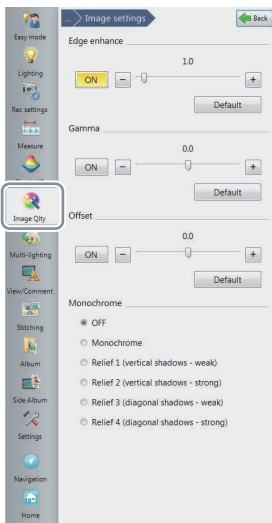 ... > Image settings
Back
Easy mode
Lighting
Rec settings
Measure
Image Qlty
Multi-lighting
View/Comment
Stitching
Album
Side Album
Settings
Navigation
Home
Edge enhance
1.0
ON
–
+
Default
Gamma
0.0
ON
–
+
Default
Offset
0.0
ON
–
+
Default
Monochrome
OFF
Monochrome
Relief 1 (vertical shadows - weak)
Relief 2 (vertical shadows - strong)
Relief 3 (diagonal shadows - weak)
Relief 4 (diagonal shadows - strong)